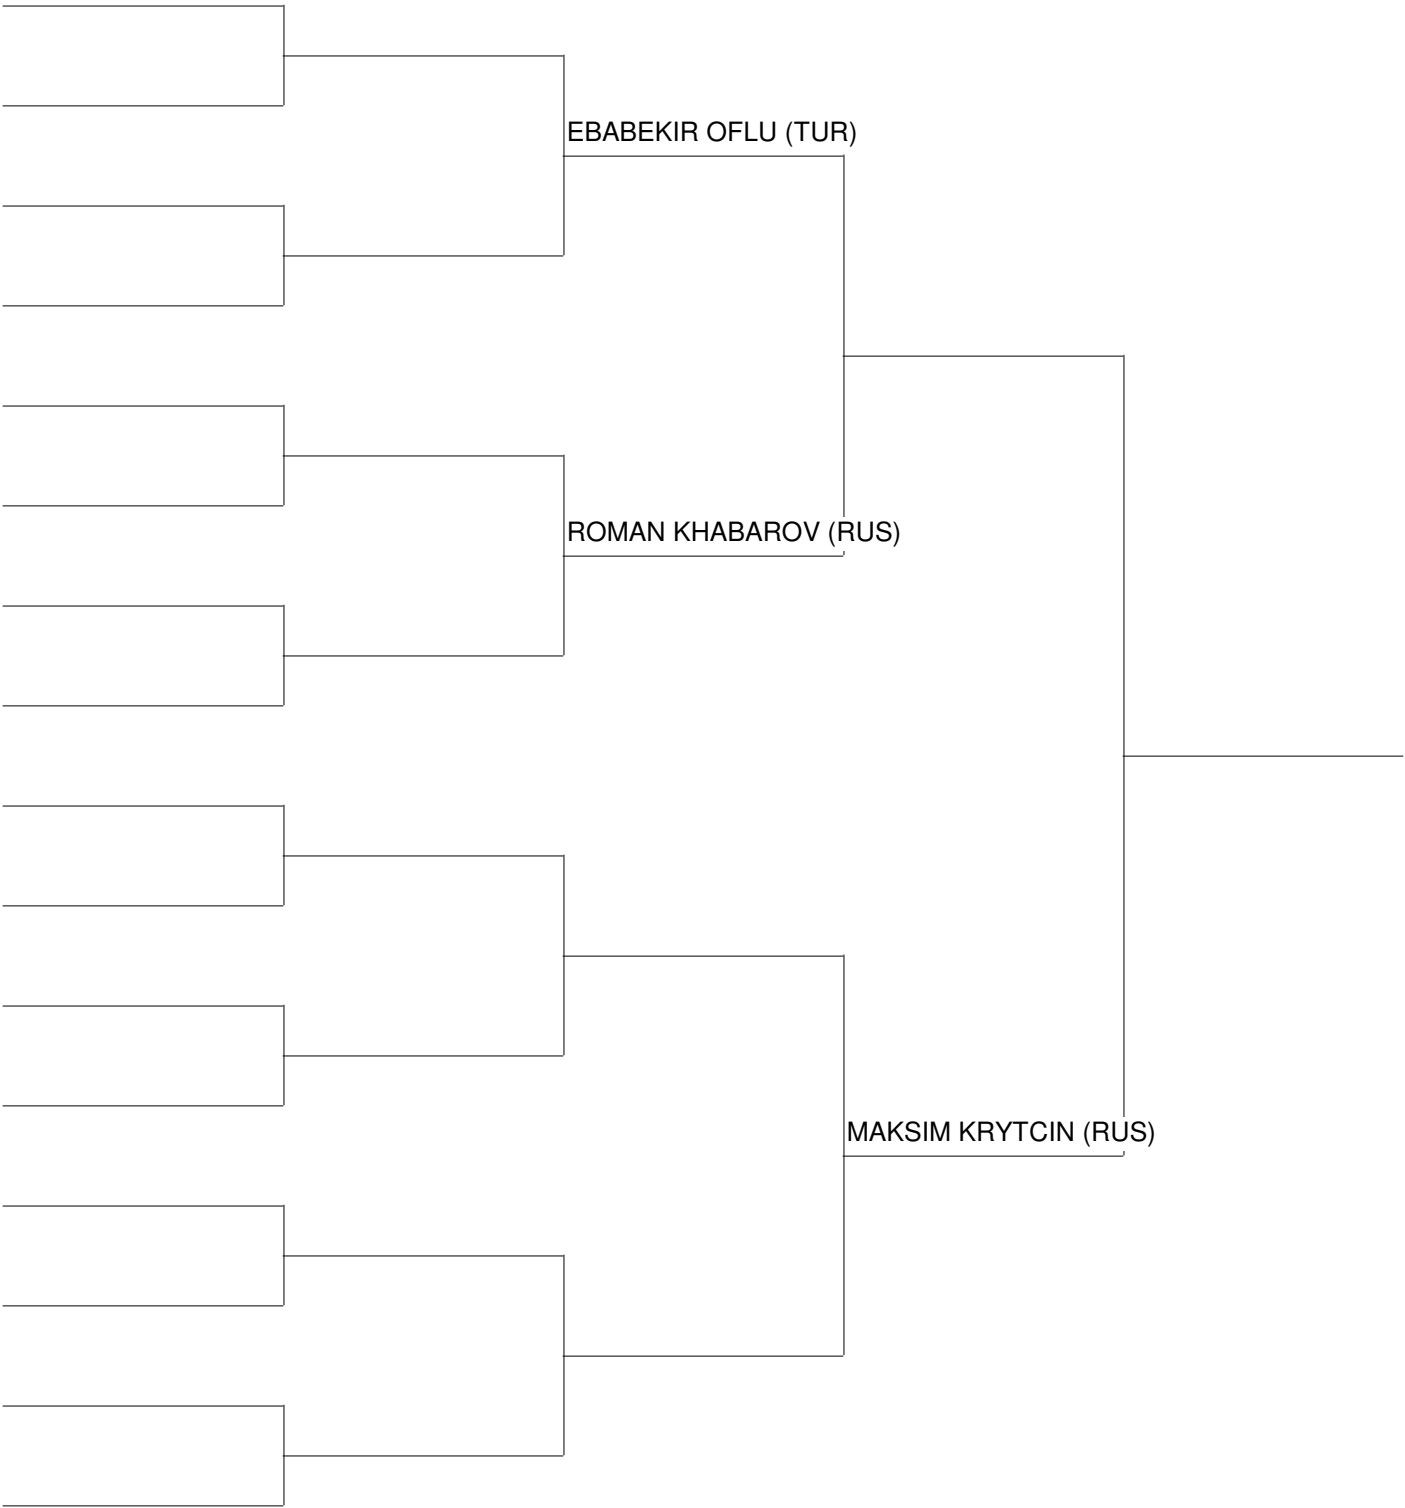 EBABEKIR OFLU (TUR)
ROMAN KHABAROV (RUS)
MAKSIM KRYTCIN (RUS)